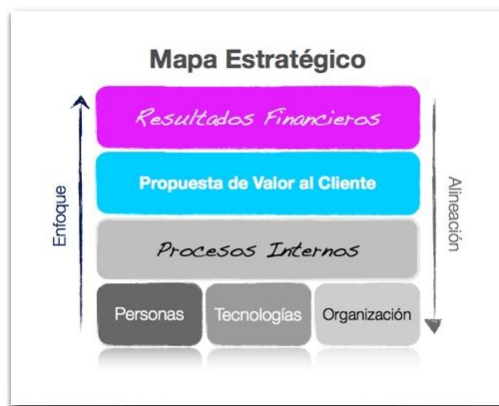 Mapa Estratégico
Resultados Financieros
Propuesta de Valor al Cliente
Procesos Internos
Personas
Tecnologías
Organización
Enfoque
Alineación